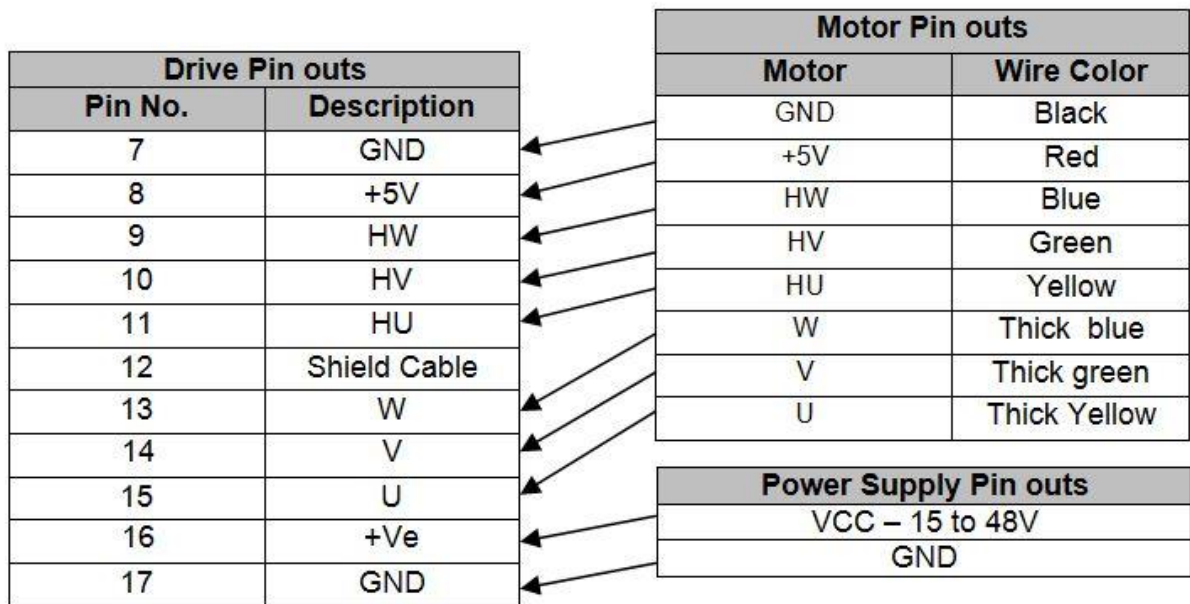 Drive Pin outs
Pin No. Description
7 GND
8 +5V
9 HW
10 HV
11 HU
12 Shield Cable
13 W
14 V
15 U
16 +Ve
17 GND
Motor Pin outs
Motor Wire Color
GND Black
+5V Red
HW Blue
HV Green
HU Yellow
W Thick blue
V Thick green
U Thick Yellow
Power Supply Pin outs
VCC – 15 to 48V
GND